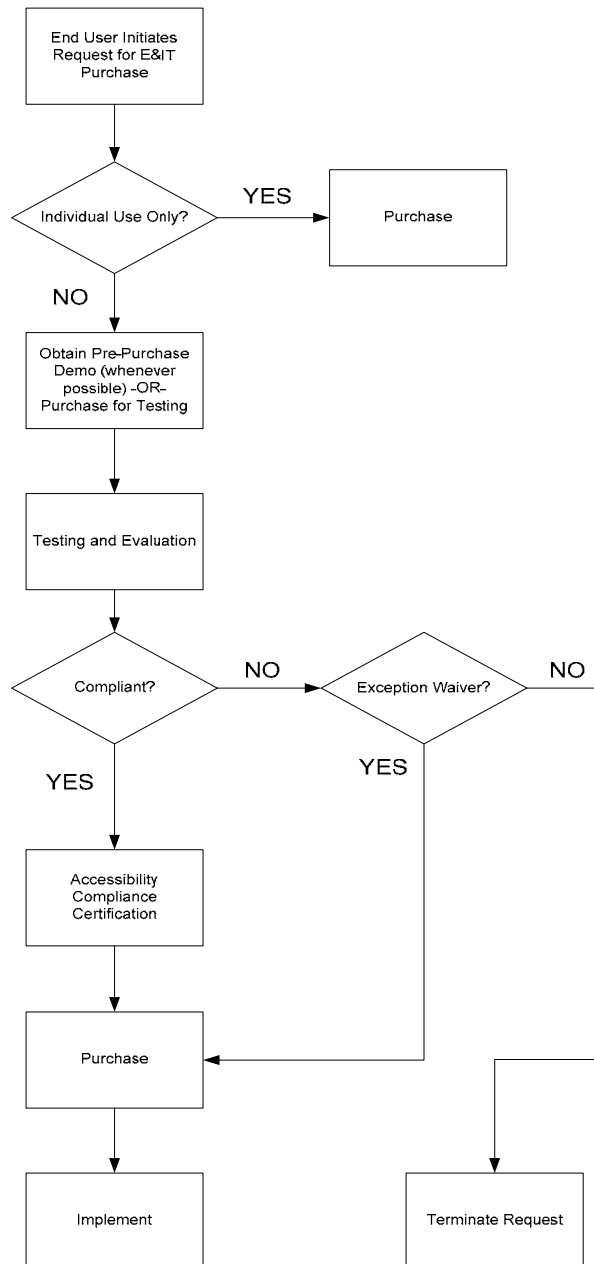 End User Initiates
Request for E&IT
Purchase
Individual Use Only?
YES
Purchase
NO
Obtain Pre-Purchase
Demo (whenever
possible) -OR-
Purchase for Testing
Testing and Evaluation
Compliant?
NO
Exception Waiver?
NO
YES
YES
Accessibility
Compliance
Certification
Purchase
Implement
Terminate Request